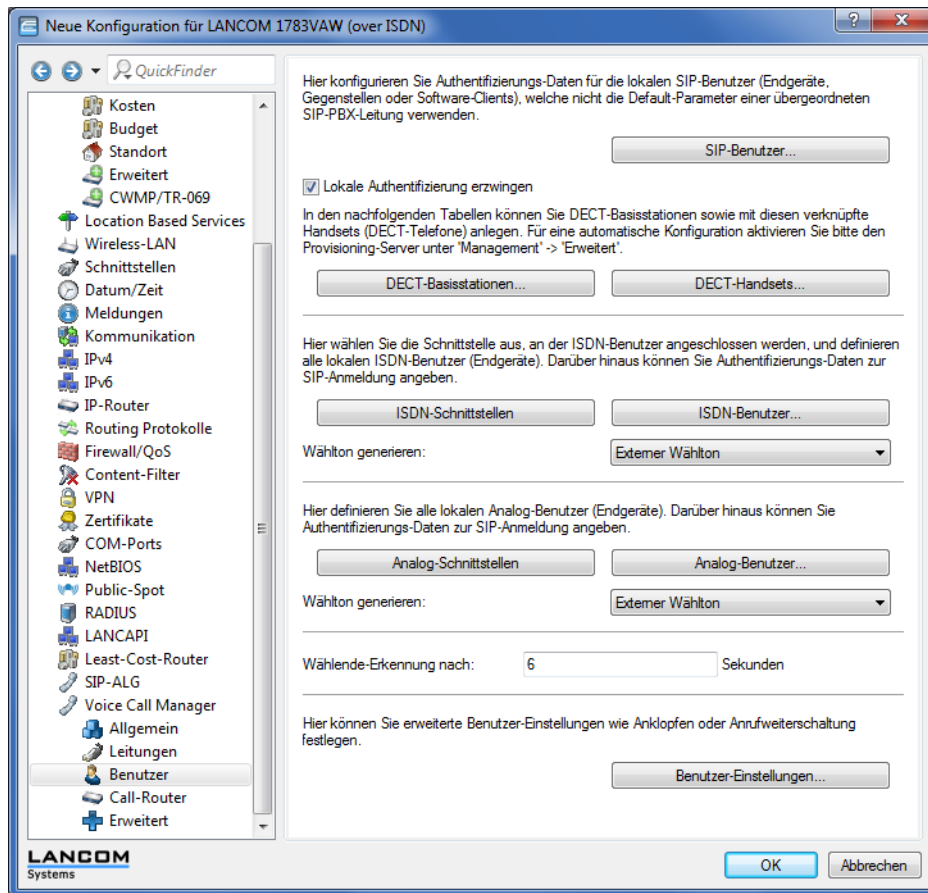 Neue Konfiguration für LANCOM 1783VAW (over ISDN)
?
QuickFinder
Kosten
Budget
Standort
Erweitert
CWMP/TR-069
Location Based Services
Wireless-LAN
Schnittstellen
Datum/Zeit
Meldungen
Kommunikation
IPv4
IPv6
IP-Router
Routing Protokolle
Firewall/QoS
Content-Filter
VPN
Zertifikate
COM-Ports
NetBIOS
Public-Spot
RADIUS
LANCAPI
Least-Cost-Router
SIP-ALG
Voice Call Manager
Allgemein
Leitungen
Benutzer
Call-Router
Erweitert
Hier konfigurieren Sie Authentifizierungs-Daten für die lokalen SIP-Benutzer (Endgeräte,
Gegenstellen oder Software-Clients), welche nicht die Default-Parameter einer übergeordneten
SIP-PBX-Leitung verwenden.
SIP-Benutzer...
Lokale Authentifizierung erzwingen
In den nachfolgenden Tabellen können Sie DECT-Basisstationen sowie mit diesen verknüpfte
Handsets (DECT-Telefone) anlegen. Für eine automatische Konfiguration aktivieren Sie bitte den
Provisioning-Server unter 'Management' -> 'Erweitert'.
DECT-Basisstationen...
DECT-Handsets...
Hier wählen Sie die Schnittstelle aus, an der ISDN-Benutzer angeschlossen werden, und definieren
alle lokalen ISDN-Benutzer (Endgeräte). Darüber hinaus können Sie Authentifizierungs-Daten zur
SIP-Anmeldung angeben.
ISDN-Schnittstellen
ISDN-Benutzer...
Wählton generieren:
Externer Wählton
Hier definieren Sie alle lokalen Analog-Benutzer (Endgeräte). Darüber hinaus können Sie
Authentifizierungs-Daten zur SIP-Anmeldung angeben.
Analog-Schnittstellen
Analog-Benutzer...
Wählton generieren:
Externer Wählton
Wählende-Erkennung nach:
6
Sekunden
Hier können Sie erweiterte Benutzer-Einstellungen wie Anklopfen oder Anrufweiterschaltung
festlegen.
Benutzer-Einstellungen...
LANCOM
Systems
OK
Abbrechen